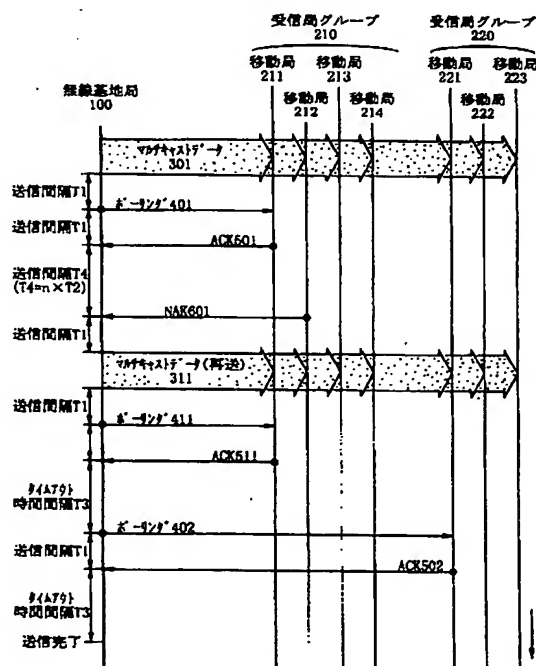 受信局グループ
210
受信局グループ
220
無線基地局
100
移動局
211
移動局
212
移動局
213
移動局
214
移動局
221
移動局
222
移動局
223
マルチキャストデータ
301
送信間隔T1
ポーリング401
送信間隔T1
ACK501
送信間隔T4
(T4=n×T2)
NAK601
送信間隔T1
マルチキャストデータ(再送)
311
送信間隔T1
ポーリング411
ACK511
タイムアウト
時間間隔T3
ポーリング402
送信間隔T1
ACK502
タイムアウト
時間間隔T3
送信完了